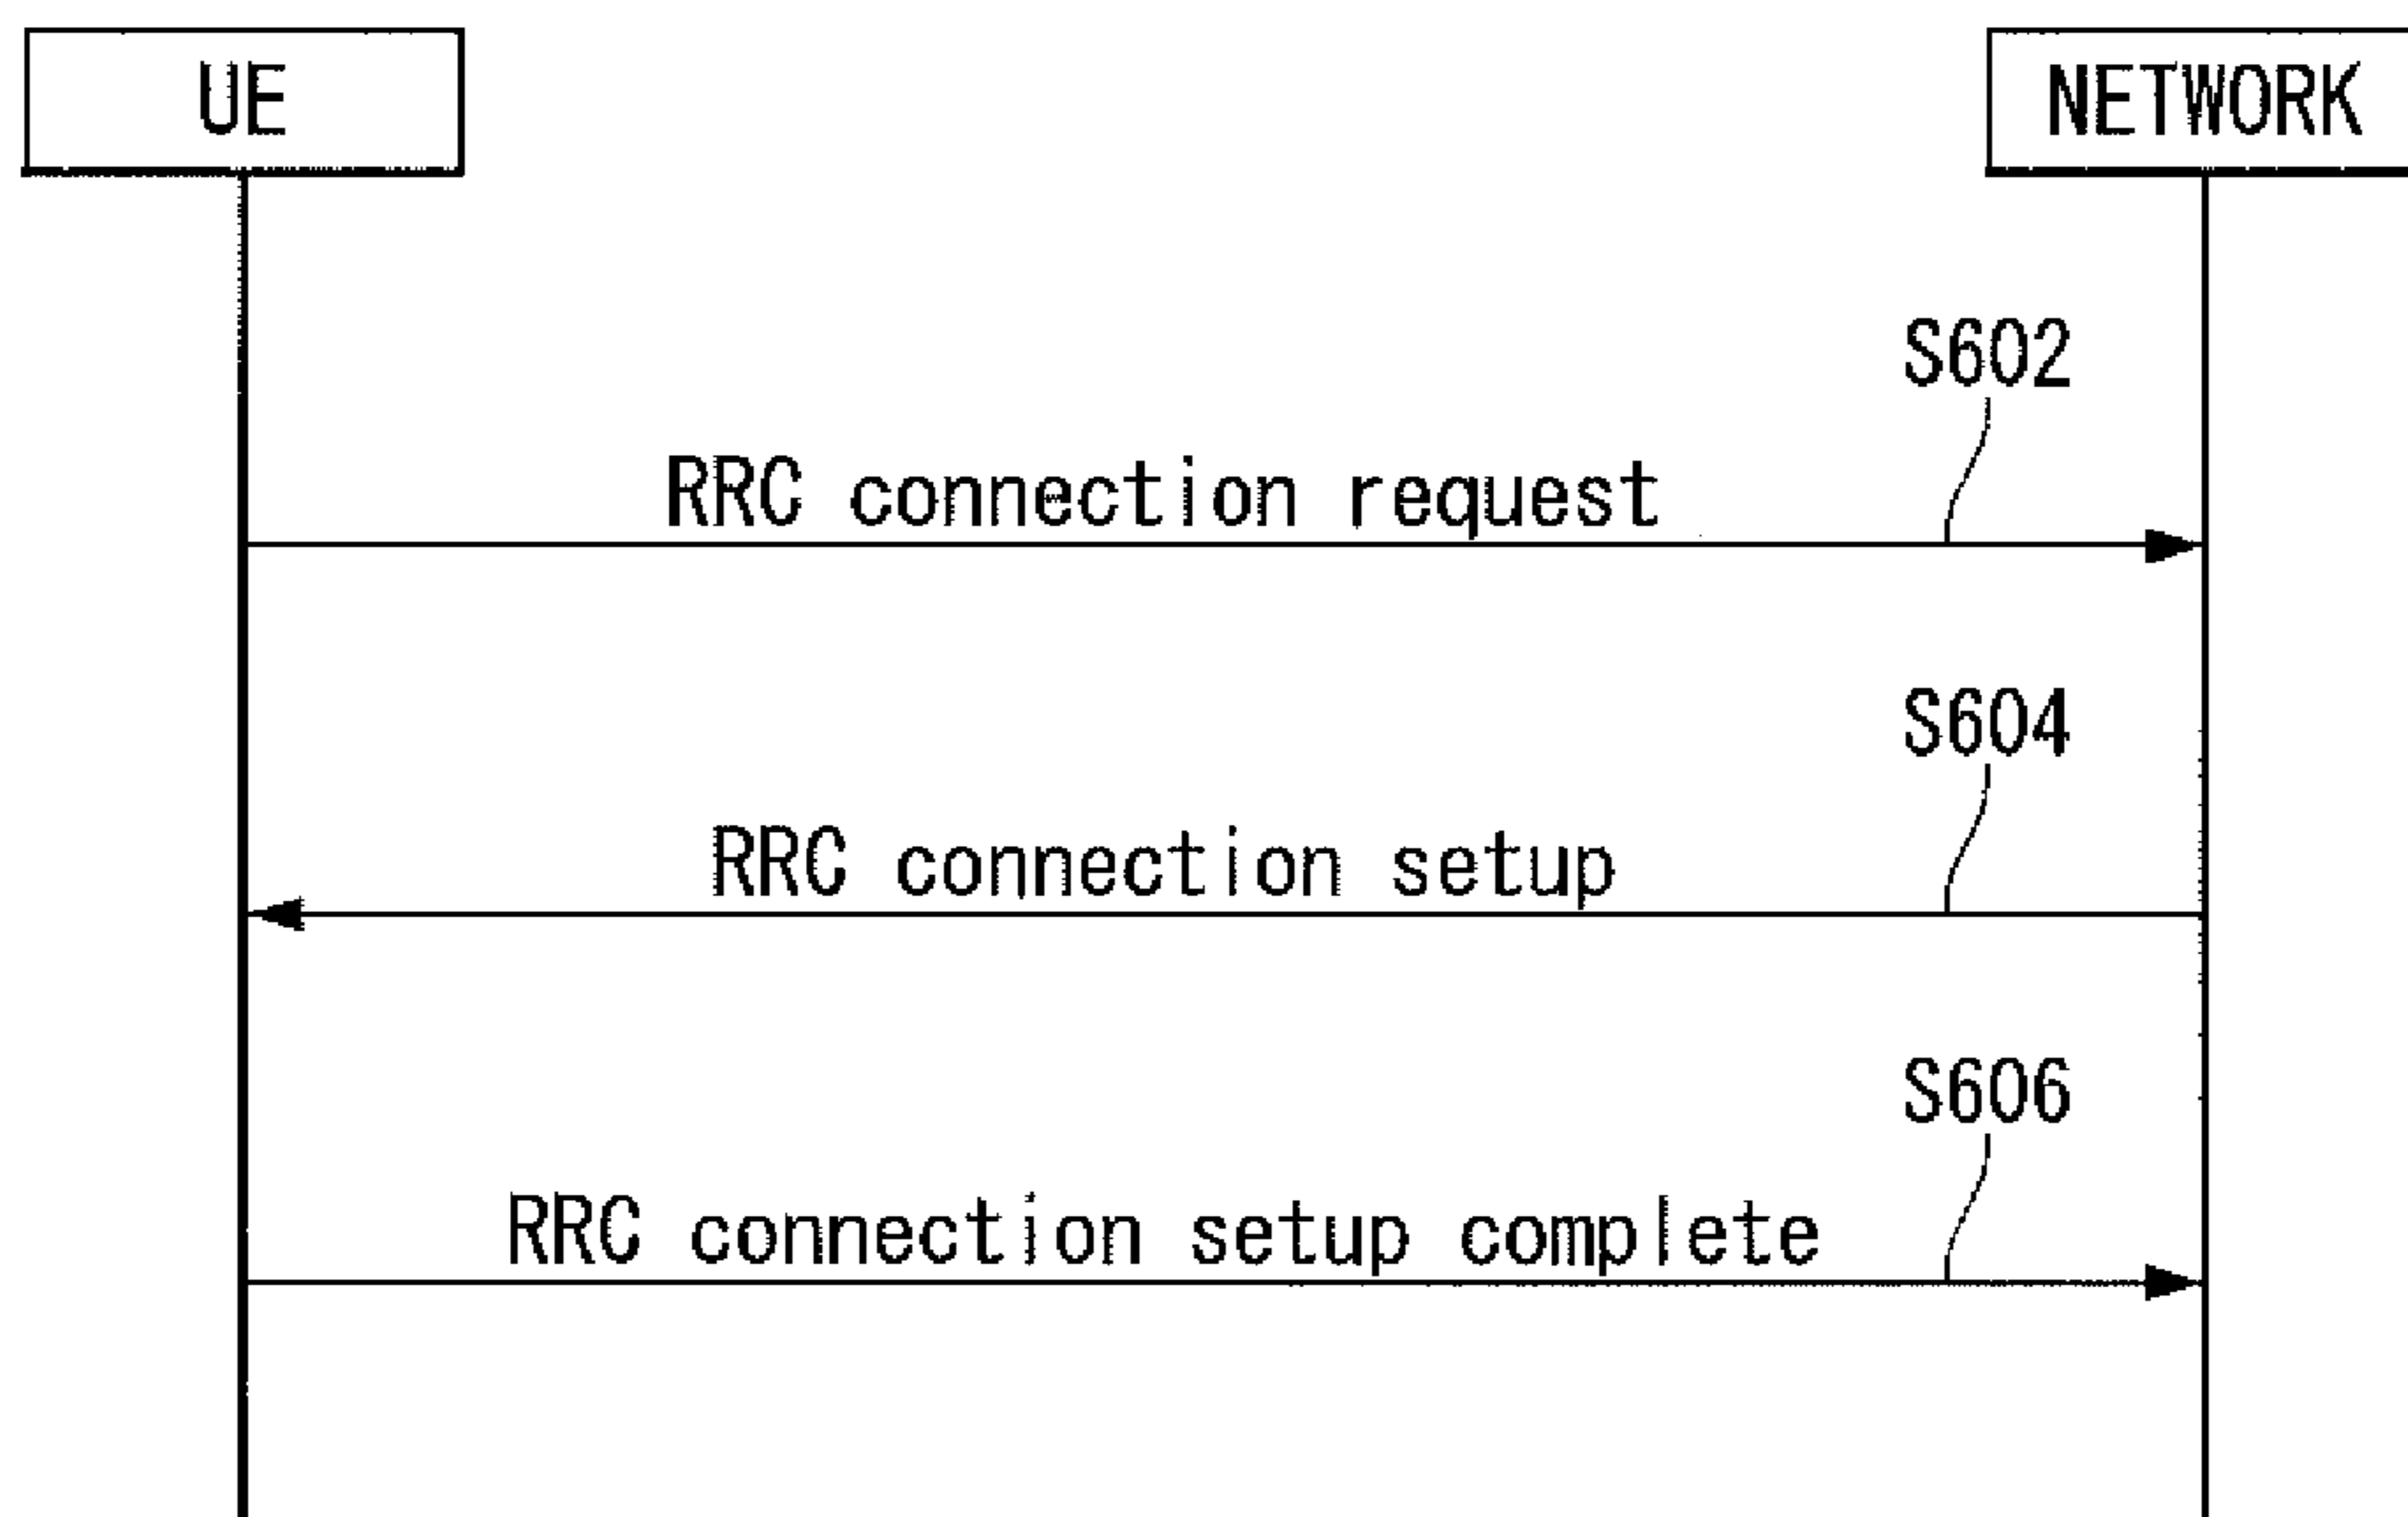 UE
NETWORK
S602
RRC connection request
S604
RRC connection setup
S606
RRC connection setup complete